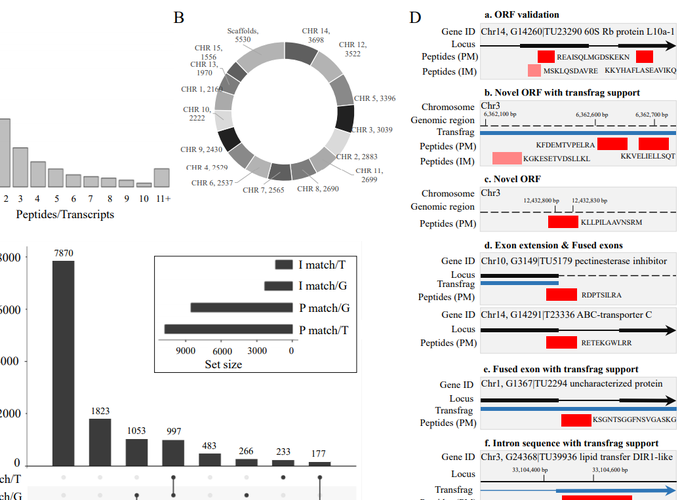 2 3 4 5 6 7 8 9 10 11+
Peptides/Transcripts
B
Scaffolds,
5530
CHR 14,
3698
CHR 12,
3522
CHR 5, 3396
CHR 3, 3039
CHR 2, 2883
CHR 11,
2699
CHR 8, 2690
CHR 7, 2565
CHR 6, 2537
CHR 9, 2430
CHR 10,
2222
CHR 13,
1970
CHR 15,
1556
8000
6000
2000
0
7870
1823
1053
997
483
266
233
177
I match/T
I match/G
P match/G
P match/T
9000 6000 3000 0
Set size
D
a. ORF validation
Gene ID Chr14, G14260|TU23290 60S Rb protein L10a-1
Locus
Peptides (PM) REAISQLMGDSKEKN
Peptides (IM) MSKLQSDAVRE KKYHAFLASEAVIKQ
b. Novel ORF with transfrag support
Chromosome Chr3
Genomic region 6,362,100 bp 6,362,600 bp 6,362,700 bp
Transfrag
Peptides (PM) KFDEMTVPELRA
Peptides (IM) KGKESETVDSLLKL KKVELIELLSQT
c. Novel ORF
Chromosome Chr3
Genomic region 12,432,800 bp 12,432,830 bp
Peptides (PM) KLLPILAAVNSRM
d. Exon extension & Fused exons
Gene ID Chr10, G3149|TU5179 pectinesterase inhibitor
Locus
Transfrag
Peptides (PM) RDPTSILRA
Gene ID Chr14, G14291|T23336 ABC-transporter C
Locus
Peptides (PM) RETEKGWLRR
e. Fused exon with transfrag support
Gene ID Chr1, G1367|TU2294 uncharacterized protein
Locus
Transfrag
Peptides (PM) KSGNTSGGFNSVGASKG
f. Intron sequence with transfrag support
Gene ID Chr3, G24368|TU39936 lipid transfer DIR1-like
Locus 33,104,400 bp 33,104,600 bp
Transfrag